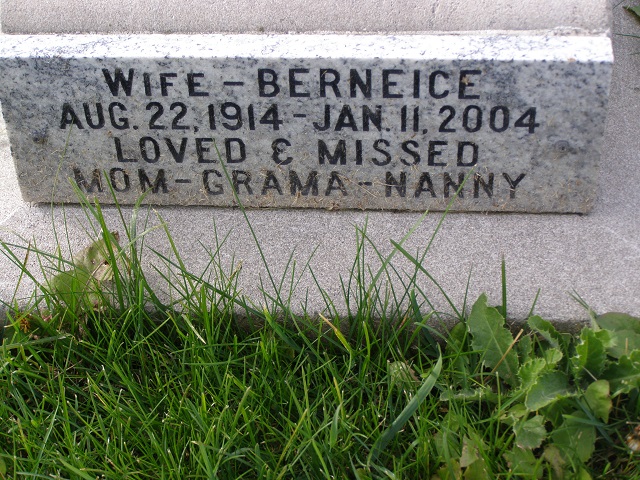 WIFE - BERNEICE
AUG. 22, 1914 - JAN. 11, 2004
LOVED & MISSED
MOM - GRAMA - NANNY